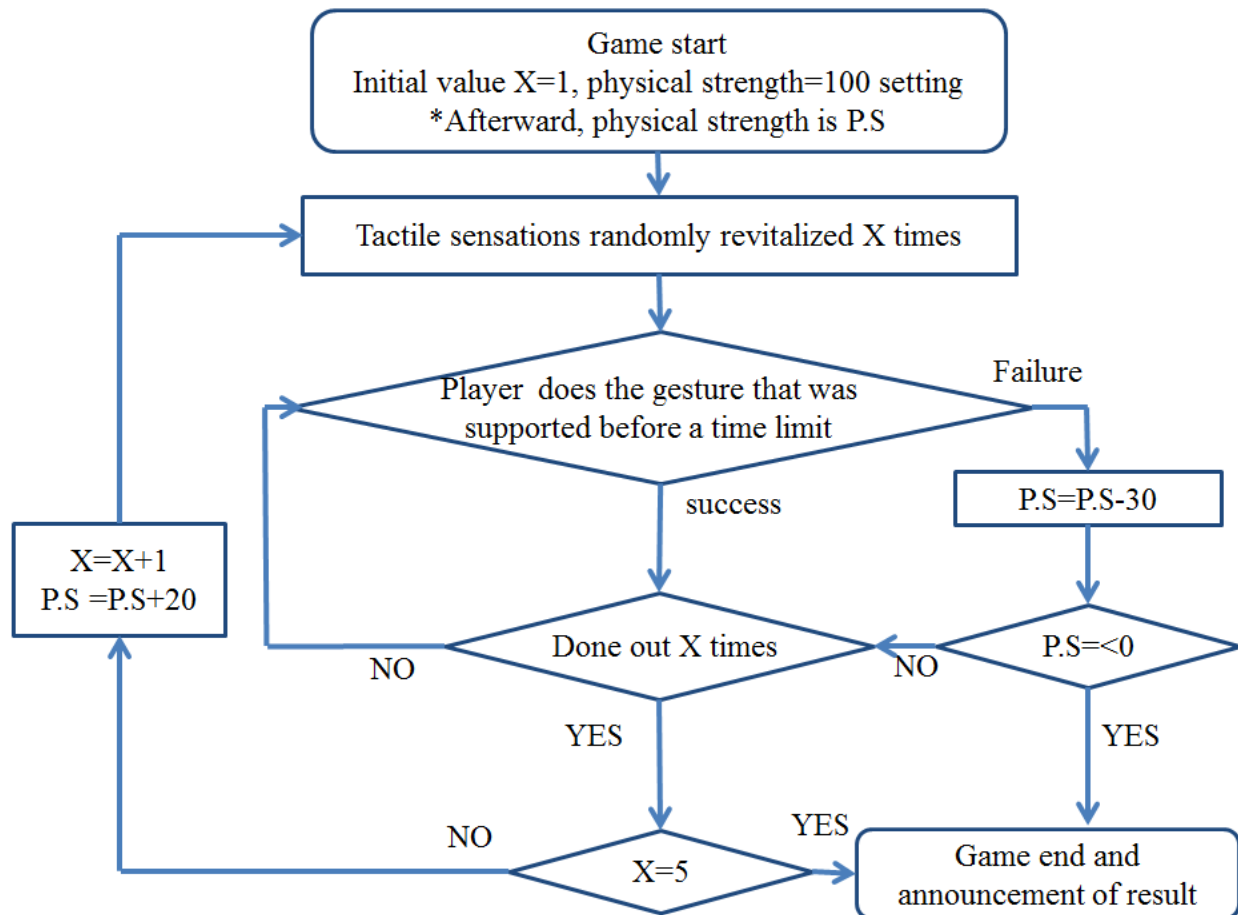 Game start
Initial value X=1, physical strength=100 setting
*Afterward, physical strength is P.S
Tactile sensations randomly revitalized X times
Player does the gesture that was
supported before a time limit
Failure
success
P.S=P.S-30
X=X+1
P.S =P.S+20
Done out X times
P.S=<0
NO
NO
YES
YES
NO
YES
X=5
Game end and
announcement of result